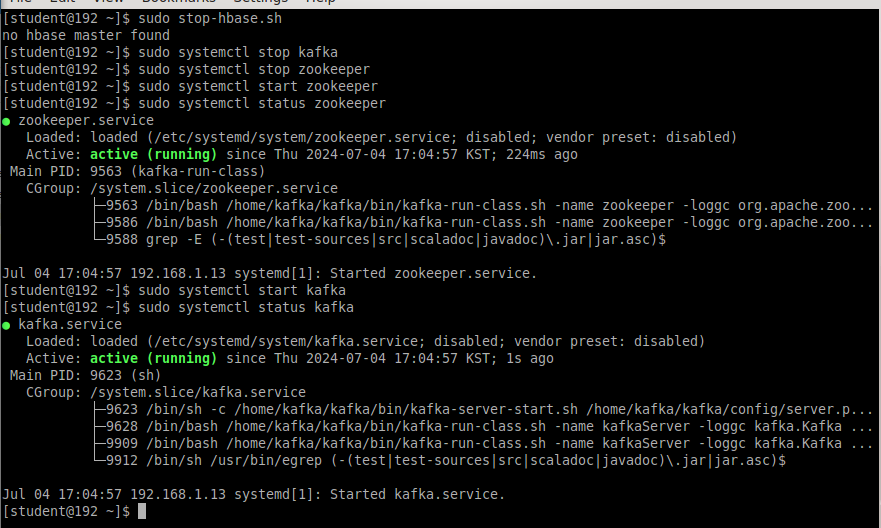 [student@192 ~]$ sudo stop-hbase.sh
no hbase master found
[student@192 ~]$ sudo systemctl stop kafka
[student@192 ~]$ sudo systemctl stop zookeeper
[student@192 ~]$ sudo systemctl start zookeeper
[student@192 ~]$ sudo systemctl status zookeeper
● zookeeper.service
   Loaded: loaded (/etc/systemd/system/zookeeper.service; disabled; vendor preset: disabled)
   Active: active (running) since Thu 2024-07-04 17:04:57 KST; 224ms ago
 Main PID: 9563 (kafka-run-class)
   CGroup: /system.slice/zookeeper.service
           ├─9563 /bin/bash /home/kafka/kafka/bin/kafka-run-class.sh -name zookeeper -loggc org.apache.zoo...
           ├─9586 /bin/bash /home/kafka/kafka/bin/kafka-run-class.sh -name zookeeper -loggc org.apache.zoo...
           └─9588 grep -E (-(test|test-sources|src|scaladoc|javadoc)\.jar|jar.asc)$
Jul 04 17:04:57 192.168.1.13 systemd[1]: Started zookeeper.service.
[student@192 ~]$ sudo systemctl start kafka
[student@192 ~]$ sudo systemctl status kafka
● kafka.service
   Loaded: loaded (/etc/systemd/system/kafka.service; disabled; vendor preset: disabled)
   Active: active (running) since Thu 2024-07-04 17:04:57 KST; 1s ago
 Main PID: 9623 (sh)
   CGroup: /system.slice/kafka.service
           ├─9623 /bin/sh -c /home/kafka/kafka/bin/kafka-server-start.sh /home/kafka/kafka/config/server.p...
           ├─9628 /bin/bash /home/kafka/kafka/bin/kafka-run-class.sh -name kafkaServer -loggc kafka.Kafka ...
           ├─9909 /bin/bash /home/kafka/kafka/bin/kafka-run-class.sh -name kafkaServer -loggc kafka.Kafka ...
           └─9912 /bin/sh /usr/bin/egrep (-(test|test-sources|src|scaladoc|javadoc)\.jar|jar.asc)$
Jul 04 17:04:57 192.168.1.13 systemd[1]: Started kafka.service.
[student@192 ~]$